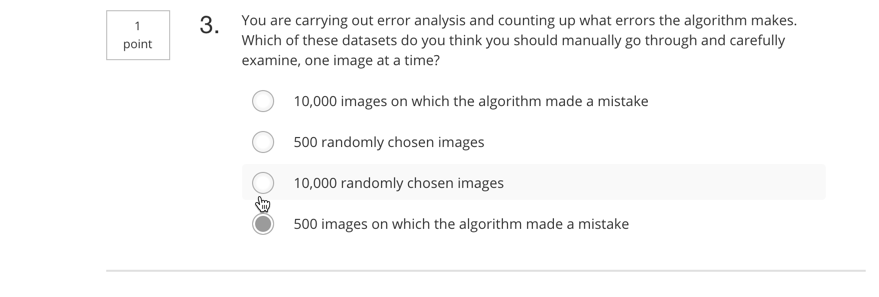 1
point
3.
You are carrying out error analysis and counting up what errors the algorithm makes.
Which of these datasets do you think you should manually go through and carefully
examine, one image at a time?
10,000 images on which the algorithm made a mistake
500 randomly chosen images
10,000 randomly chosen images
500 images on which the algorithm made a mistake